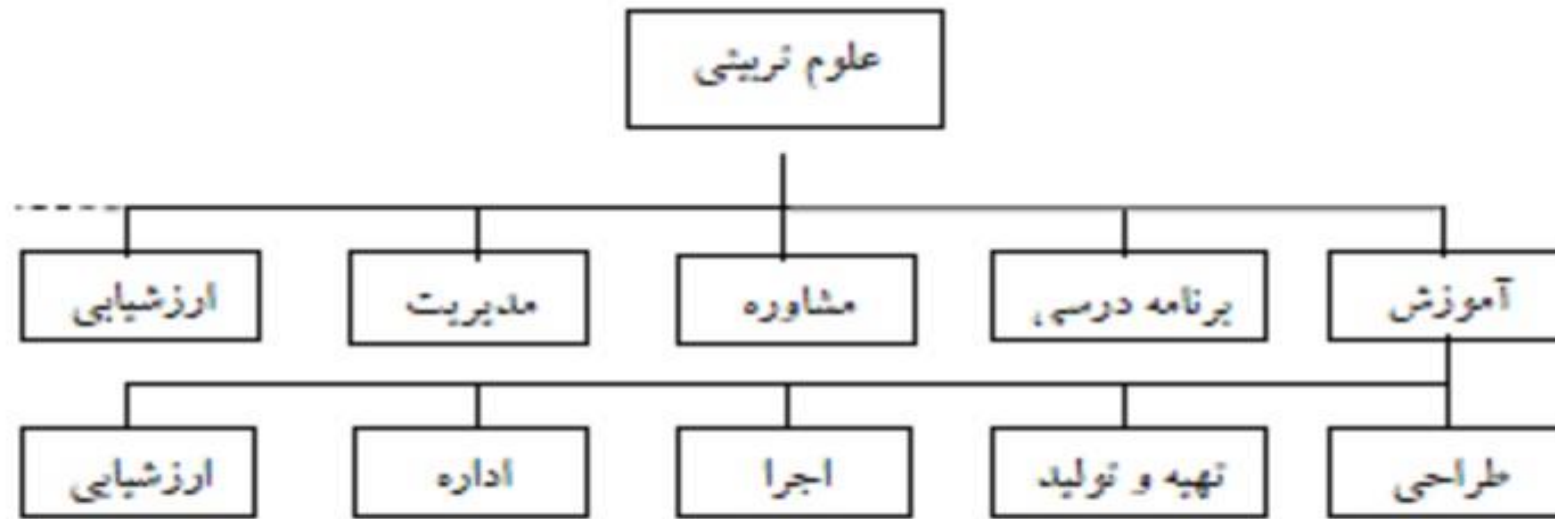 علوم تربیتی
آموزش
برنامه درسی
مشاوره
مدیریت
ارزشیابی
طراحی
تهیه و تولید
اجرا
اداره
ارزشیابی